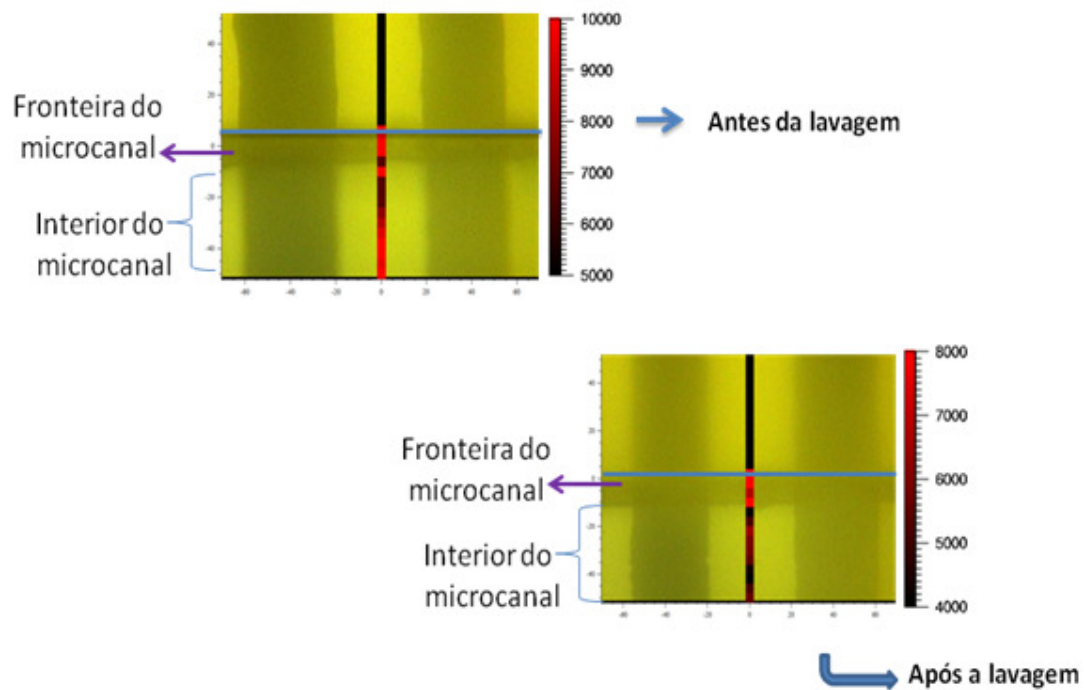 10000
9000
8000
7000
6000
5000
Fronteira do
microcanal
Antes da lavagem
Interior do
microcanal
8000
7000
6000
5000
4000
Fronteira do
microcanal
Interior do
microcanal
Após a lavagem